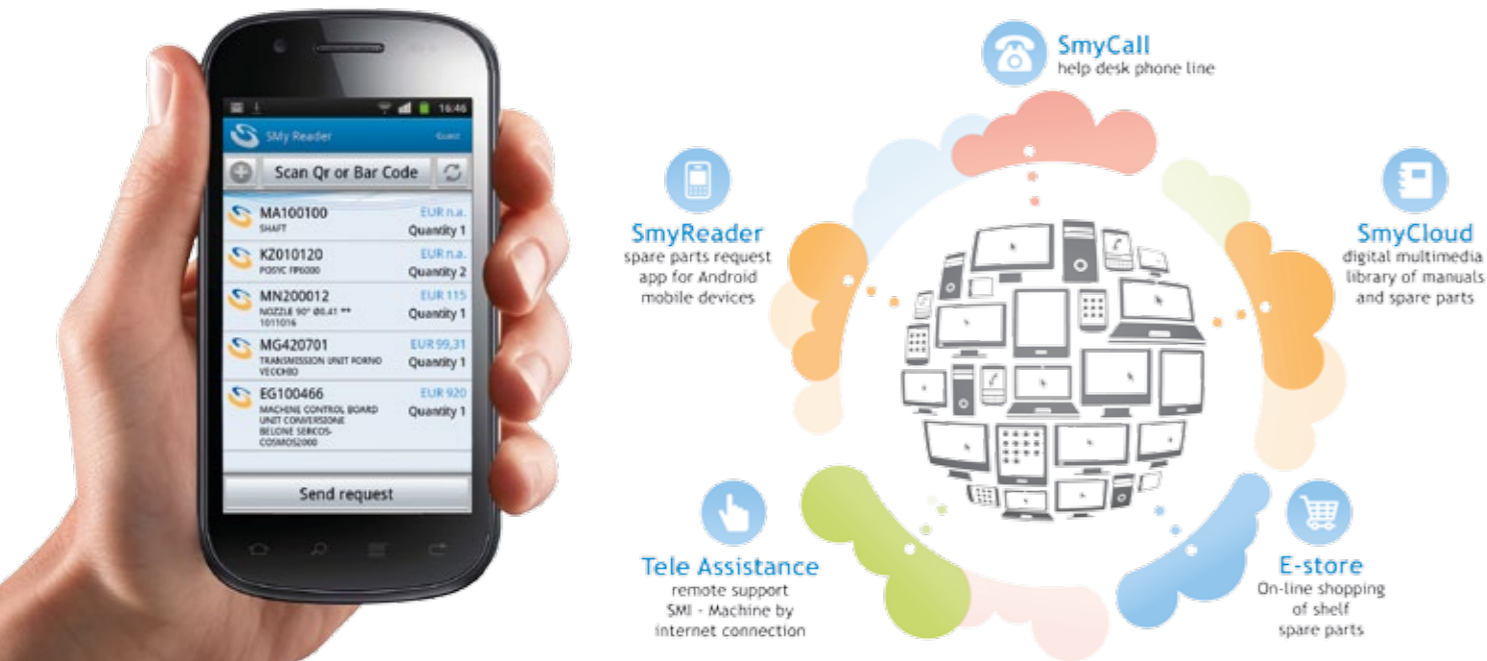 16:46
SMy Reader
Guest
Scan Qr or Bar Code
MA100100
EUR n.a.
SHAFT
Quantity 1
KZ010120
EUR n.a.
POSYC FIP6000
Quantity 2
MN200012
EUR 115
NOZZLE 90° Ø0.41 **
1011016
Quantity 1
MG420701
EUR 99,31
TRANSMISSION UNIT FORNO
VECCHIO
Quantity 1
EG100466
EUR 920
MACHINE CONTROL BOARD
UNIT CONVERSIONE
BELONE SERCOS-
COSMOS2000
Quantity 1
Send request
SmyCall
help desk phone line
SmyReader
spare parts request
app for Android
mobile devices
SmyCloud
digital multimedia
library of manuals
and spare parts
Tele Assistance
remote support
SMI - Machine by
internet connection
E-store
On-line shopping
of shelf
spare parts